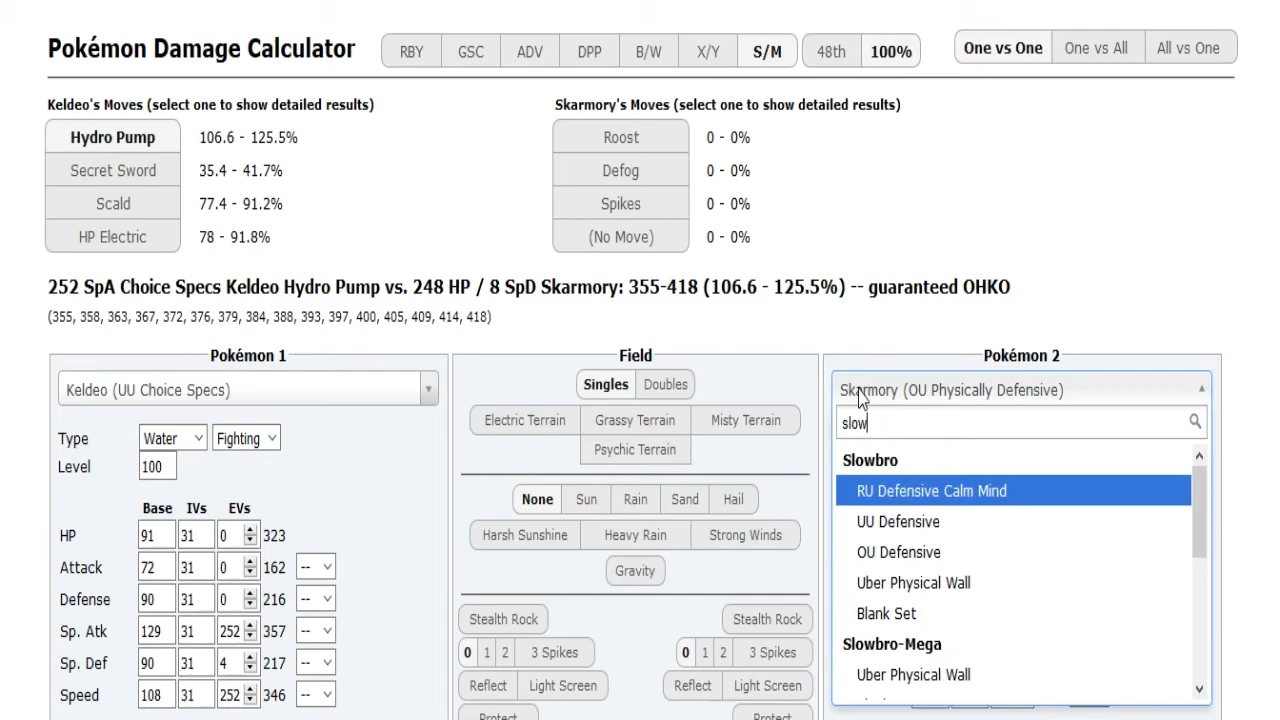 Pokémon Damage Calculator
RBY GSC ADV DPP B/W X/Y S/M 48th 100%
One vs One One vs All All vs One
Keldeo's Moves (select one to show detailed results)
Hydro Pump 106.6 - 125.5%
Secret Sword 35.4 - 41.7%
Scald 77.4 - 91.2%
HP Electric 78 - 91.8%
Skarmory's Moves (select one to show detailed results)
Roost 0 - 0%
Defog 0 - 0%
Spikes 0 - 0%
(No Move) 0 - 0%
252 SpA Choice Specs Keldeo Hydro Pump vs. 248 HP / 8 SpD Skarmory: 355-418 (106.6 - 125.5%) -- guaranteed OHKO
(355, 358, 363, 367, 372, 376, 379, 384, 388, 393, 397, 400, 405, 409, 414, 418)
Pokémon 1
Keldeo (UU Choice Specs)
Type Water Fighting
Level 100
Base IVs EVs
HP 91 31 0 323
Attack 72 31 0 162 --
Defense 90 31 0 216 --
Sp. Atk 129 31 252 357 --
Sp. Def 90 31 4 217 --
Speed 108 31 252 346 --
Field
Singles Doubles
Electric Terrain Grassy Terrain Misty Terrain
Psychic Terrain
None Sun Rain Sand Hail
Harsh Sunshine Heavy Rain Strong Winds
Gravity
Stealth Rock Stealth Rock
0 1 2 3 Spikes 0 1 2 3 Spikes
Reflect Light Screen Reflect Light Screen
Protect Protect
Pokémon 2
Skarmory (OU Physically Defensive)
slow
Slowbro
RU Defensive Calm Mind
UU Defensive
OU Defensive
Uber Physical Wall
Blank Set
Slowbro-Mega
Uber Physical Wall